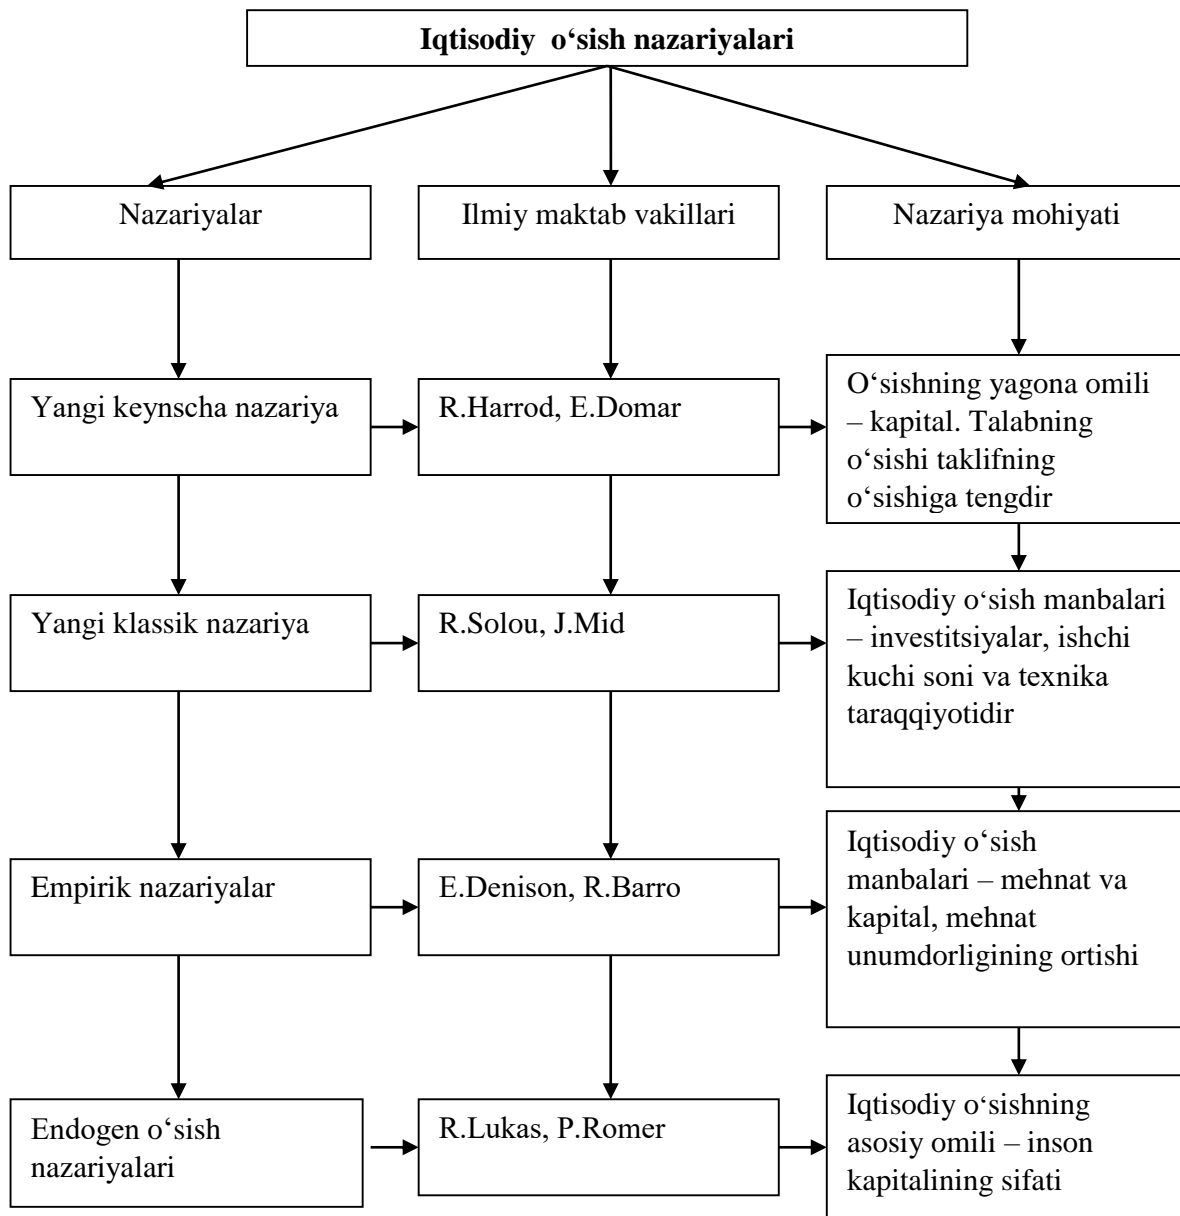 Iqtisodiy o‘sish nazariyalari
Nazariyalar
Ilmiy maktab vakillari
Nazariya mohiyati
Yangi keynscha nazariya
R.Harrod, E.Domar
O‘sishning yagona omili
– kapital. Talabning
o‘sishi taklifning
o‘sishiga tengdir
Yangi klassik nazariya
R.Solou, J.Mid
Iqtisodiy o‘sish manbalari
– investitsiyalar, ishchi
kuchi soni va texnika
taraqqiyotidir
Empirik nazariyalar
E.Denison, R.Barro
Iqtisodiy o‘sish
manbalari – mehnat va
kapital, mehnat
unumdorligining ortishi
Endogen o‘sish
nazariyalari
R.Lukas, P.Romer
Iqtisodiy o‘sishning
asosiy omili – inson
kapitalining sifati